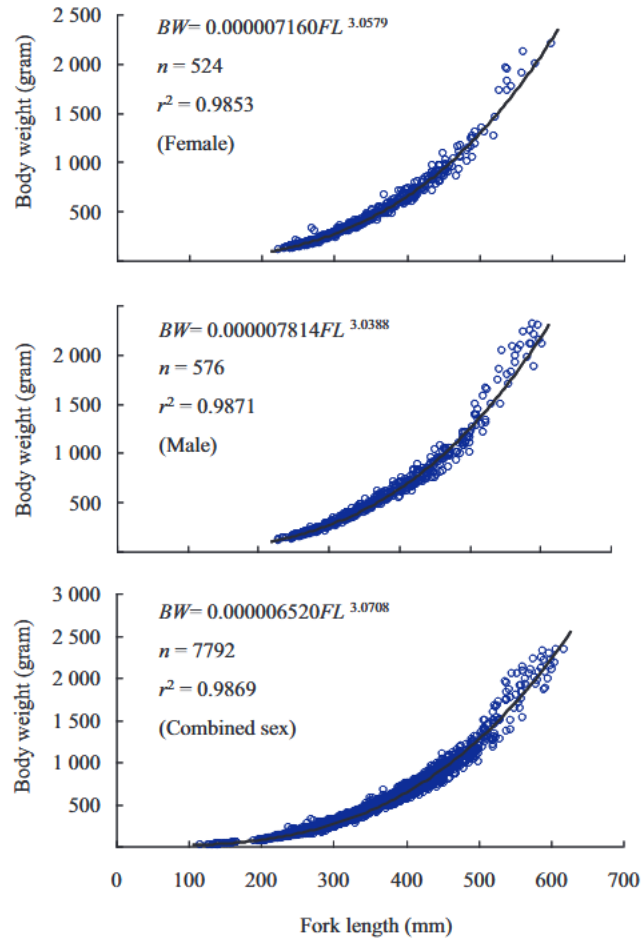 2 500
2 000
1 500
1 000
500
Body weight (gram)
BW= 0.000007160FL 3.0579
n = 524
r2 = 0.9853
(Female)
2 000
1 500
1 000
500
Body weight (gram)
BW= 0.000007814FL 3.0388
n = 576
r2 = 0.9871
(Male)
3 000
2 500
2 000
1 500
1 000
500
Body weight (gram)
BW= 0.000006520FL 3.0708
n = 7792
r2 = 0.9869
(Combined sex)
0 100 200 300 400 500 600 700
Fork length (mm)